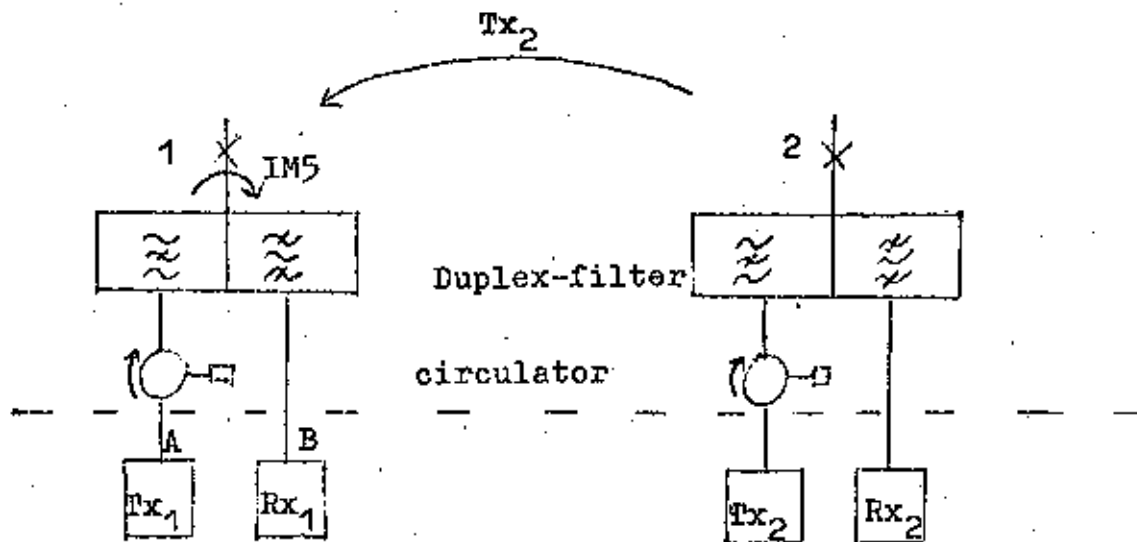 Tx2
1
IM5
2
Duplex-filter
circulator
A
B
Tx1
Rx1
Tx2
Rx2